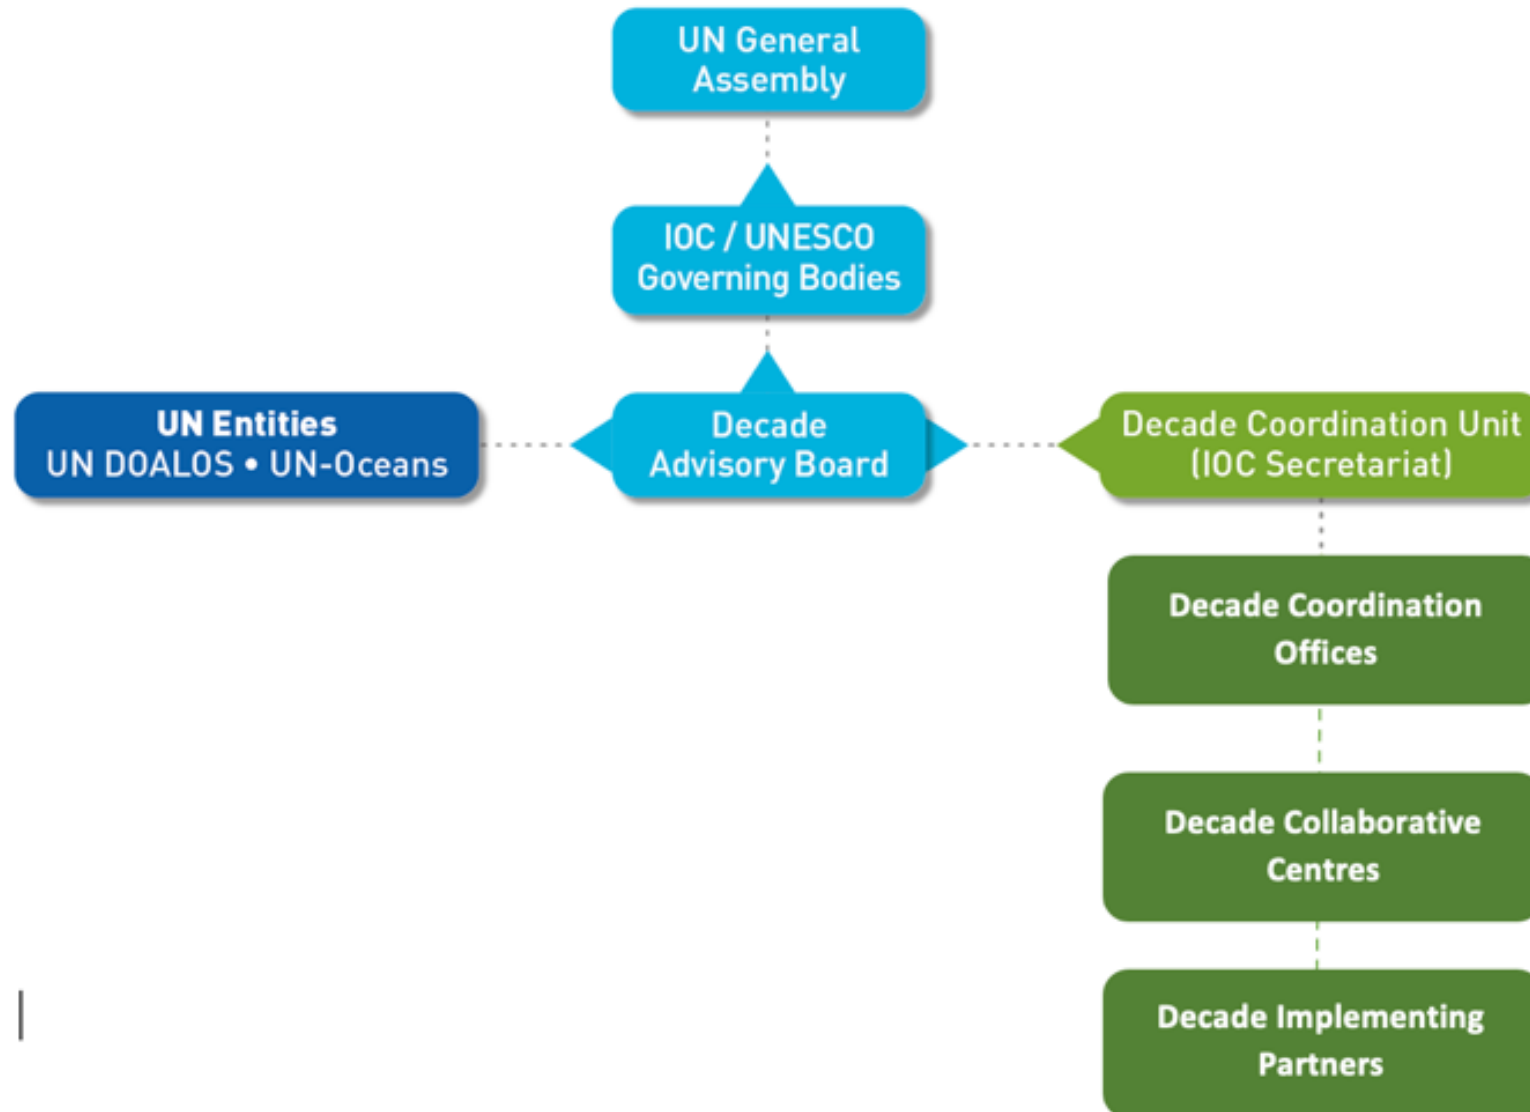 UN General
Assembly
IOC / UNESCO
Governing Bodies
UN Entities
UN DOALOS • UN-Oceans
Decade
Advisory Board
Decade Coordination Unit
(IOC Secretariat)
Decade Coordination
Offices
Decade Collaborative
Centres
Decade Implementing
Partners